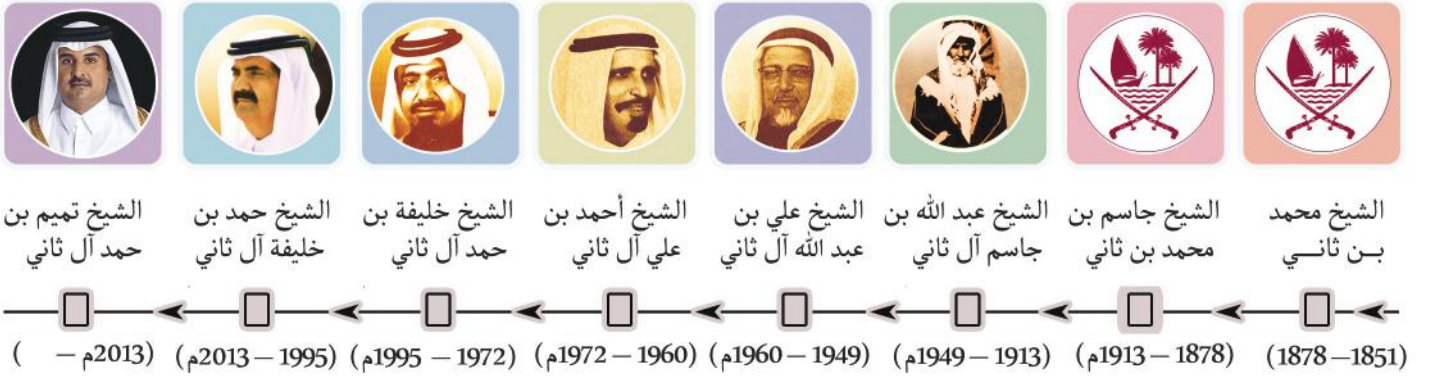 الشيخ محمد
بـن ثانـــي
الشيخ جاسم بن
محمد بن ثاني
الشيخ عبد الله بن
جاسم آل ثاني
الشيخ علي بن
عبد الله آل ثاني
الشيخ أحمد بن
علي آل ثاني
الشيخ خليفة بن
حمد آل ثاني
الشيخ حمد بن
خليفة آل ثاني
الشيخ تميم بن
حمد آل ثاني
(1851– 1878)
(1878 – 1913م)
(1913 – 1949م)
(1949 – 1960م)
(1960 – 1972م)
(1972 – 1995م)
(1995 – 2013م)
(2013م – )